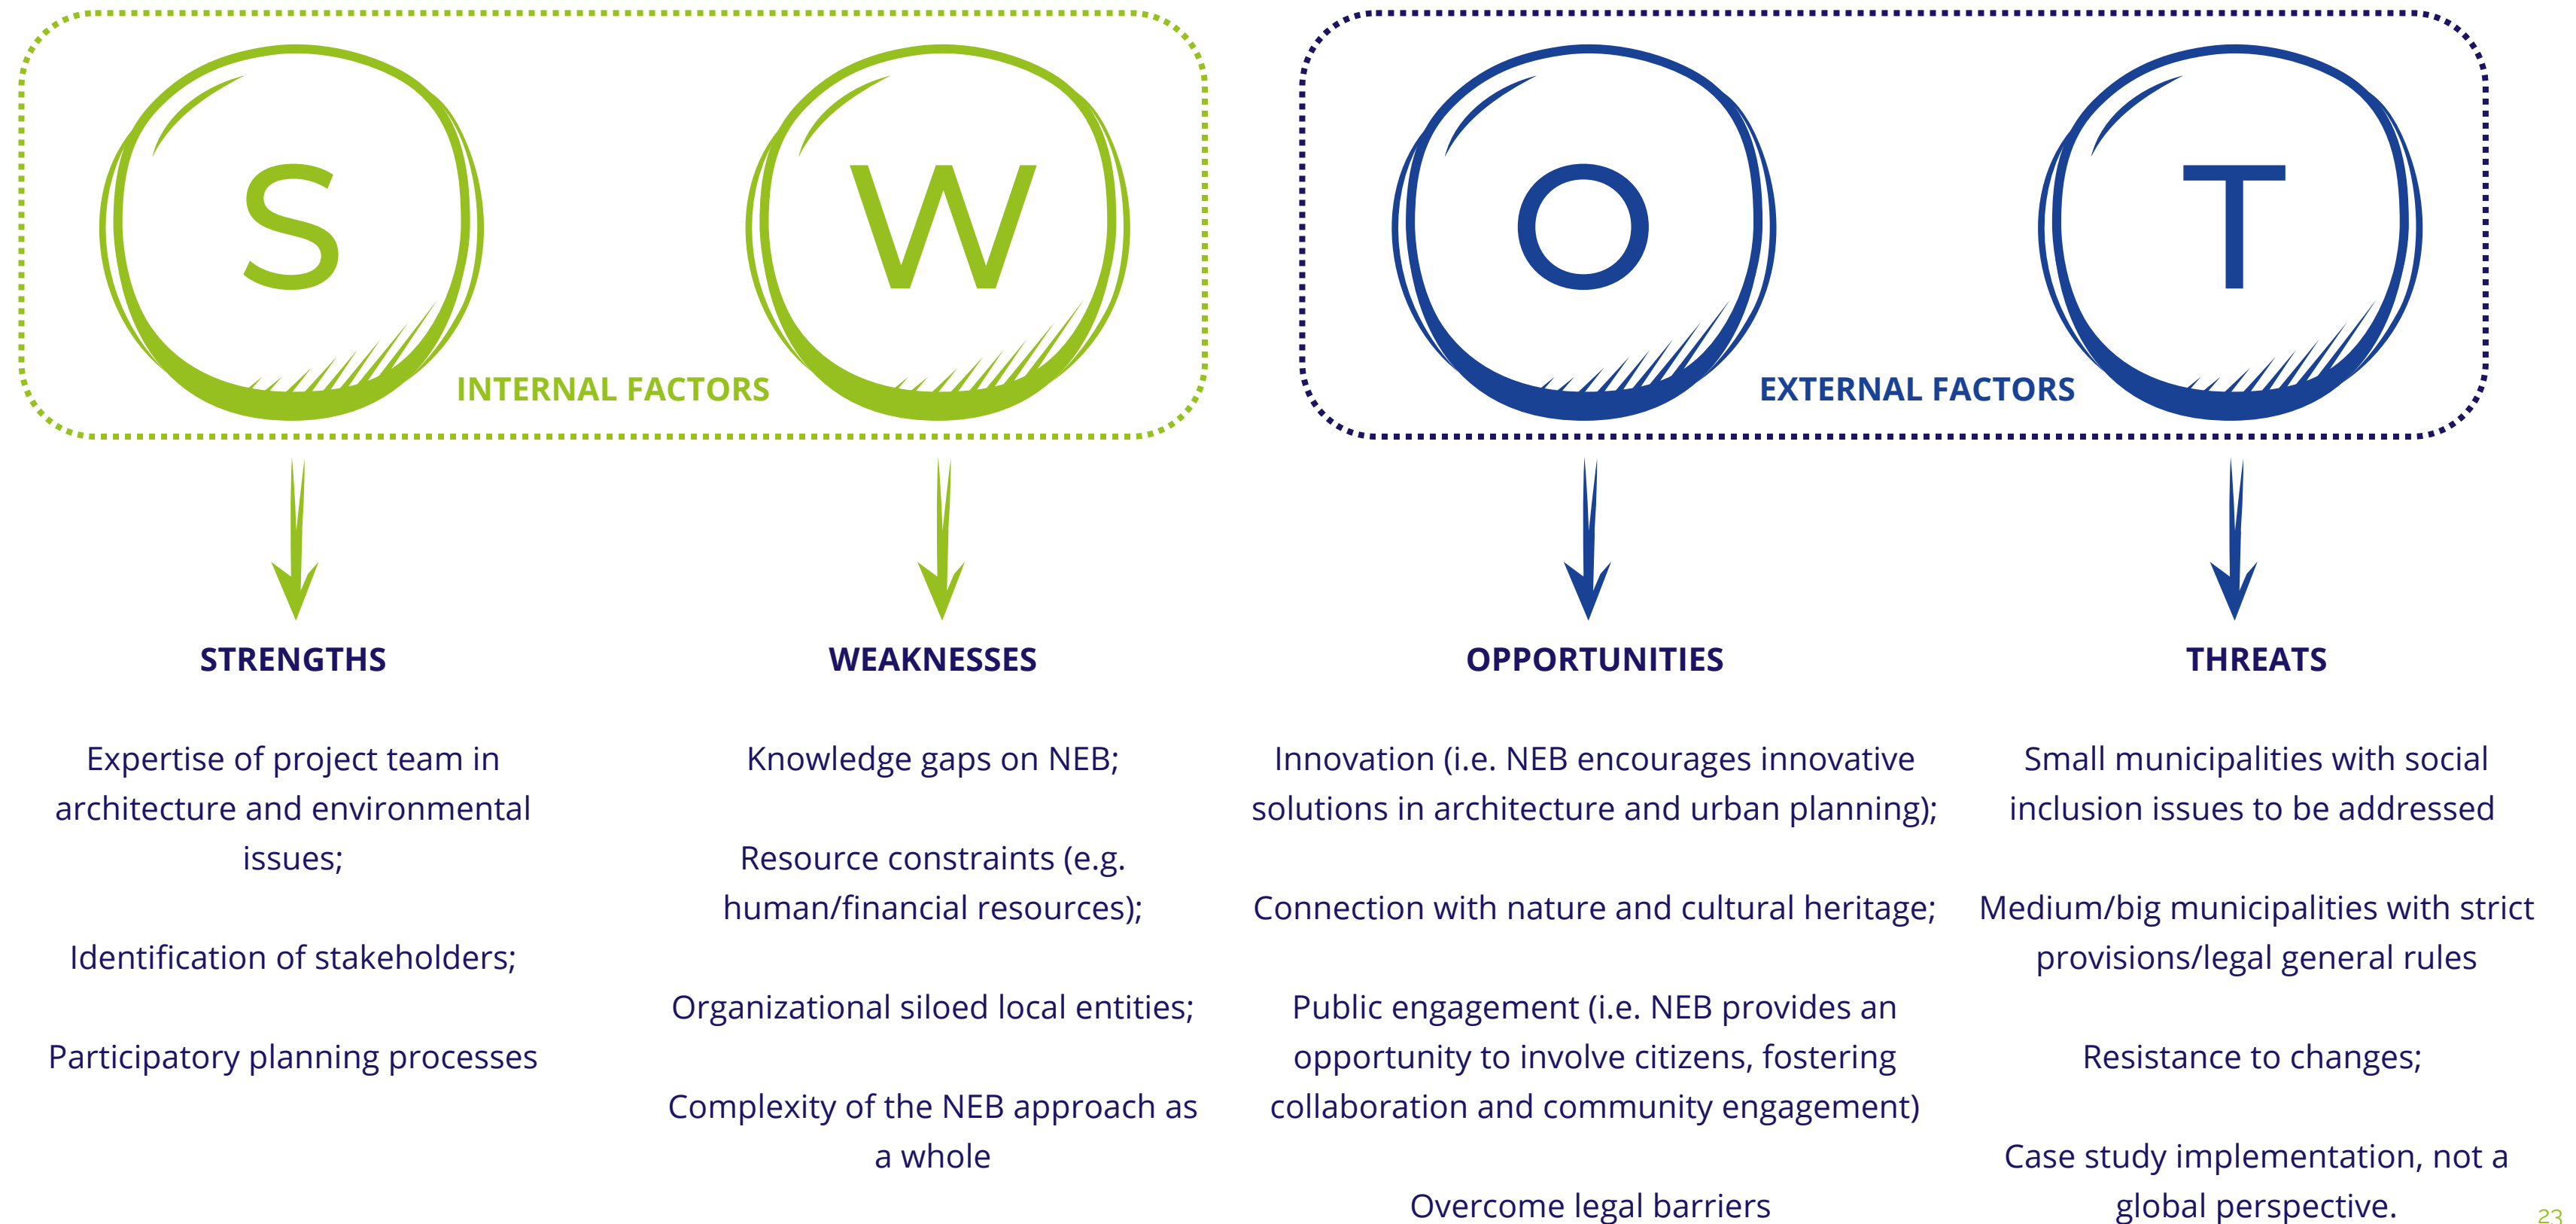 S
W
INTERNAL FACTORS
O
T
EXTERNAL FACTORS
STRENGTHS
Expertise of project team in
architecture and environmental
issues;
Identification of stakeholders;
Participatory planning processes
WEAKNESSES
Knowledge gaps on NEB;
Resource constraints (e.g.
human/financial resources);
Organizational siloed local entities;
Complexity of the NEB approach as
a whole
OPPORTUNITIES
Innovation (i.e. NEB encourages innovative
solutions in architecture and urban planning);
Connection with nature and cultural heritage;
Public engagement (i.e. NEB provides an
opportunity to involve citizens, fostering
collaboration and community engagement)
Overcome legal barriers
THREATS
Small municipalities with social
inclusion issues to be addressed
Medium/big municipalities with strict
provisions/legal general rules
Resistance to changes;
Case study implementation, not a
global perspective.
23